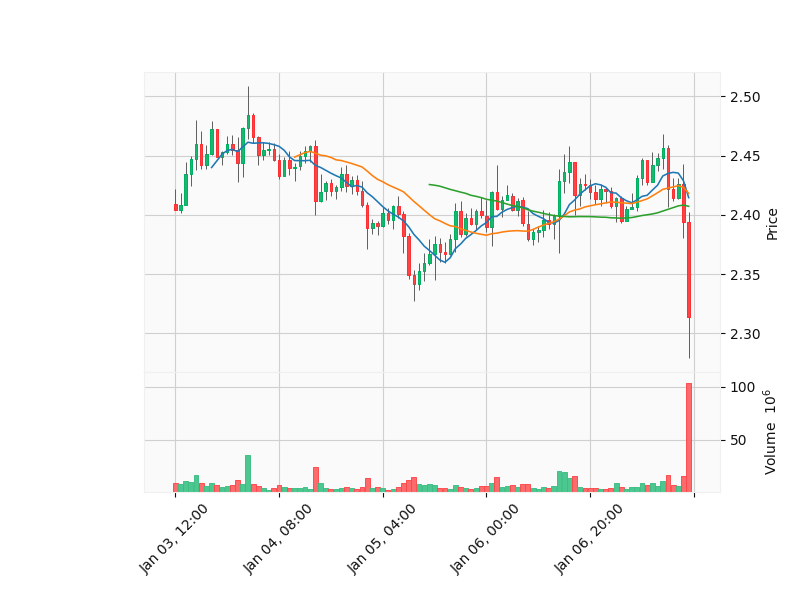 2.50
2.45
2.40
2.35
2.30
Price
100
50
Volume 10^6
Jan 03, 12:00
Jan 04, 08:00
Jan 05, 04:00
Jan 06, 00:00
Jan 06, 20:00